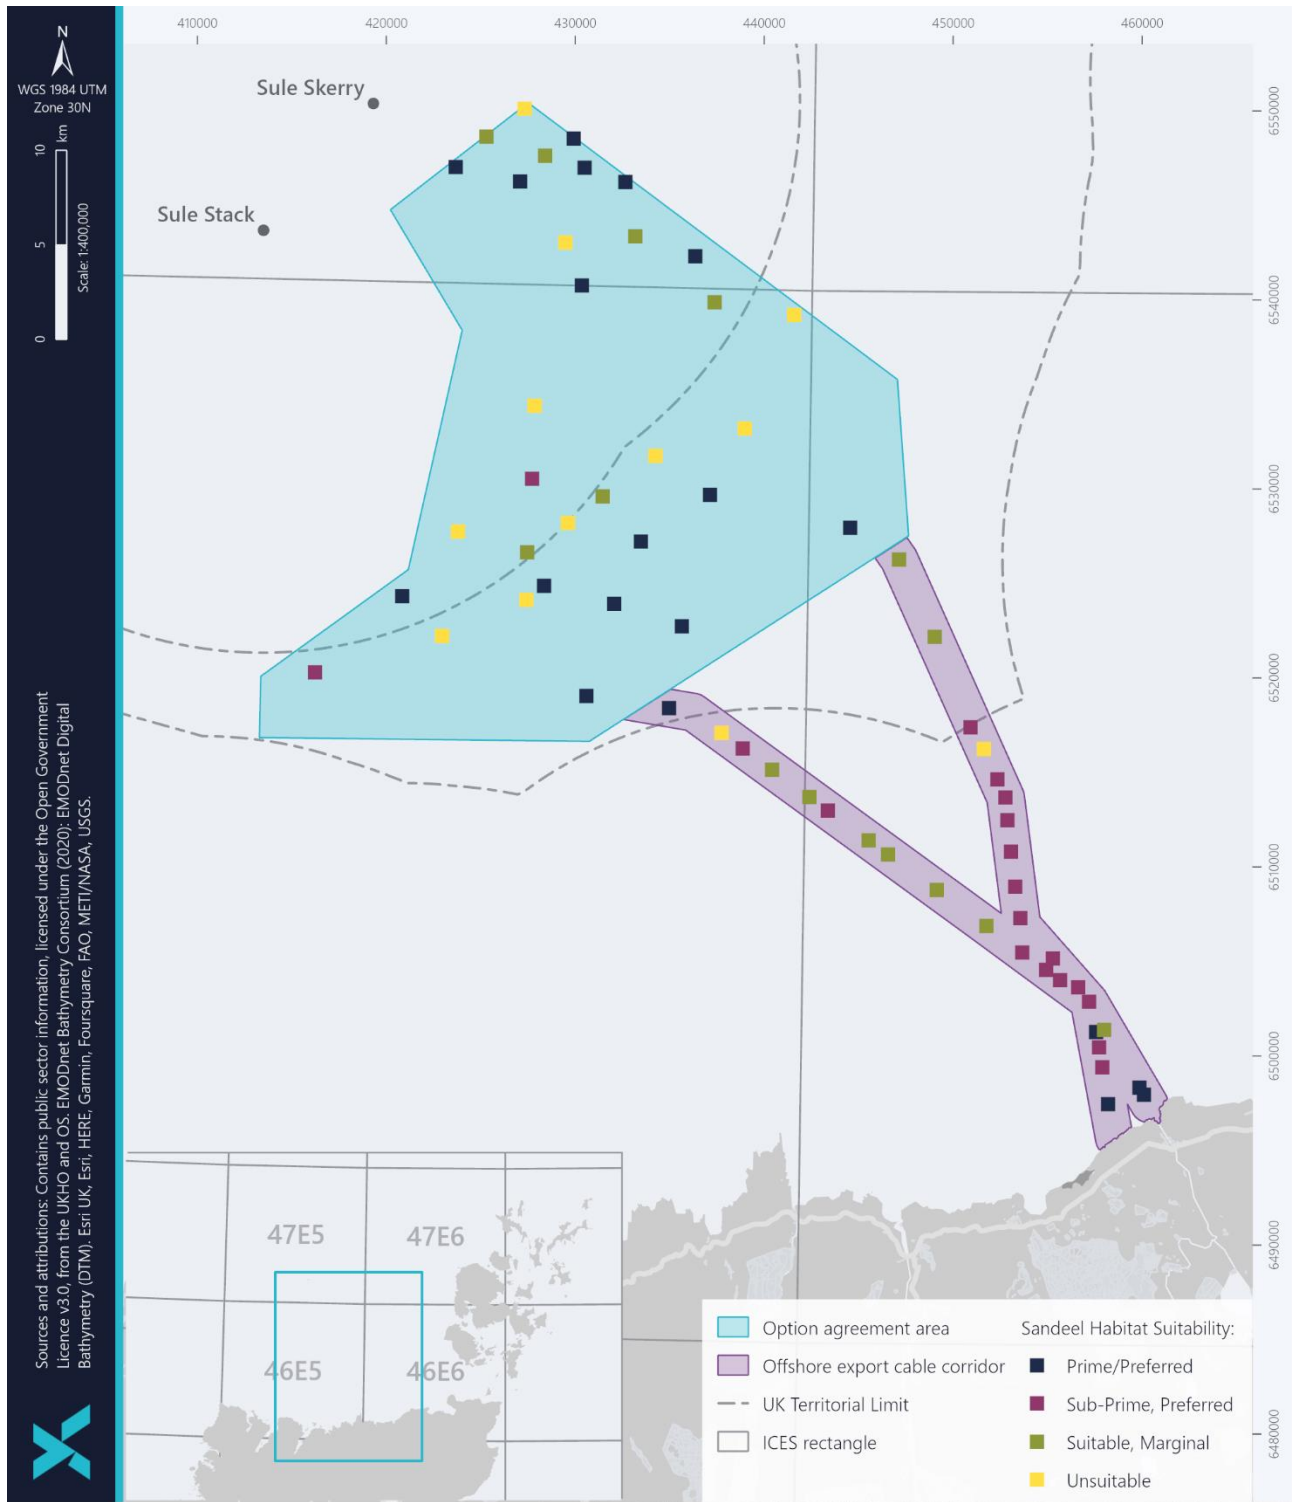 410000
420000
430000
440000
450000
460000
N
WGS 1984 UTM
Zone 30N
10
km
5
0
Scale: 1:400,000
Sule Skerry
Sule Stack
6550000
6540000
6530000
6520000
6510000
6500000
6490000
6480000
Sources and attributions: Contains public sector information, licensed under the Open Government
Licence v3.0, from the UKHO and OS. EMODnet Bathymetry Consortium (2020): EMODnet Digital
Bathymetry (DTM). Esri UK, Esri, HERE, Garmin, Foursquare, FAO, METI/NASA, USGS.
47E5
47E6
46E5
46E6
Option agreement area
Offshore export cable corridor
UK Territorial Limit
ICES rectangle
Sandeel Habitat Suitability:
Prime/Preferred
Sub-Prime, Preferred
Suitable, Marginal
Unsuitable